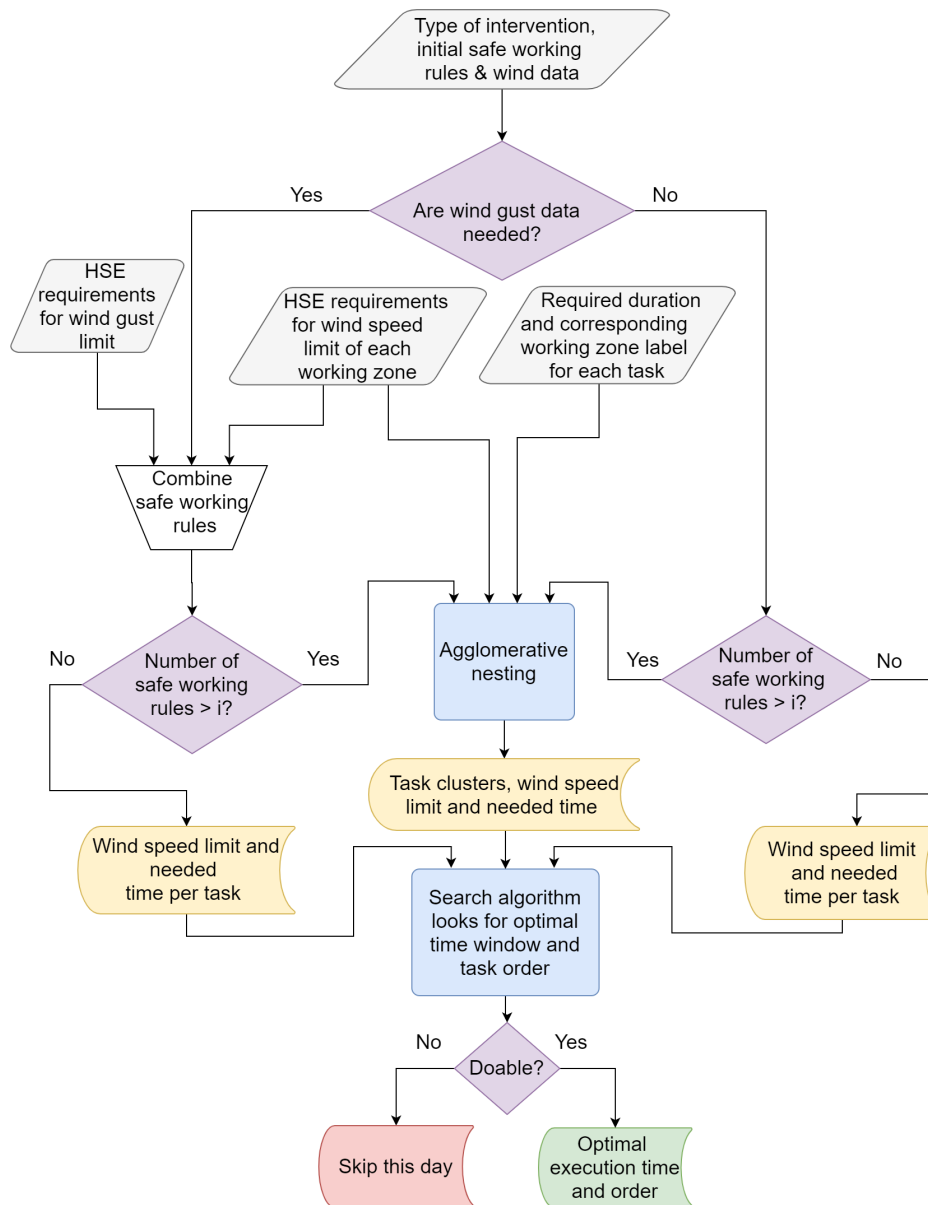 Type of intervention,
initial safe working
rules & wind data
Yes
No
Are wind gust data
needed?
HSE
requirements
for wind gust
limit
HSE requirements
for wind speed
limit of each
working zone
Required duration
and corresponding
working zone label
for each task
Combine
safe working
rules
No
Number of
safe working
rules > i?
Yes
Agglomerative
nesting
Yes
Number of
safe working
rules > i?
No
Task clusters, wind speed
limit and needed time
Wind speed limit and
needed
time per task
Wind speed limit
and needed
time per task
Search algorithm
looks for optimal
time window and
task order
No
Yes
Doable?
Skip this day
Optimal
execution time
and order